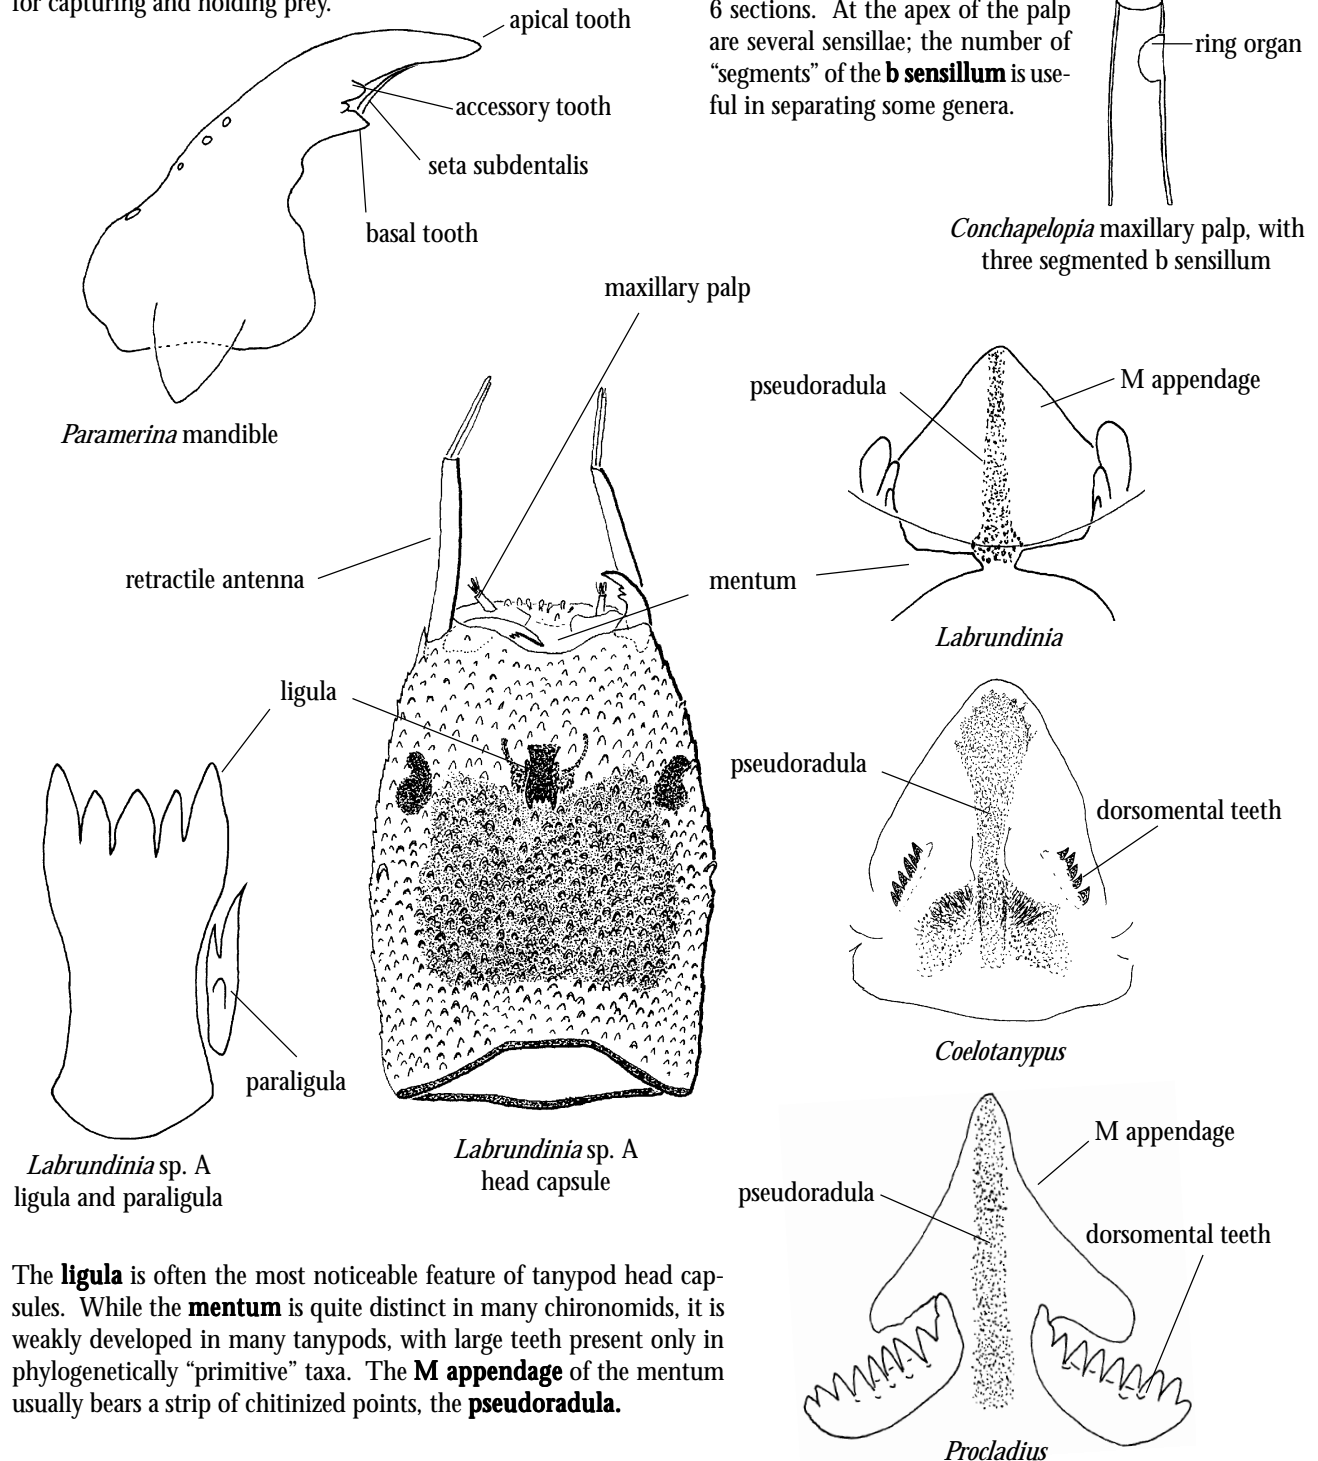 for capturing and holding prey.
apical tooth
accessory tooth
seta subdentalis
basal tooth
Paramerina mandible
6 sections. At the apex of the palp
are several sensillae; the number of
“segments” of the b sensillum is use-
ful in separating some genera.
ring organ
Conchapelopia maxillary palp, with
three segmented b sensillum
maxillary palp
retractile antenna
mentum
ligula
pseudoradula
M appendage
Labrundinia
pseudoradula
dorsomental teeth
Coelotanypus
paraligula
Labrundinia sp. A
ligula and paraligula
Labrundinia sp. A
head capsule
M appendage
pseudoradula
dorsomental teeth
Procladius
The ligula is often the most noticeable feature of tanypod head cap-
sules. While the mentum is quite distinct in many chironomids, it is
weakly developed in many tanypods, with large teeth present only in
phylogenetically “primitive” taxa. The M appendage of the mentum
usually bears a strip of chitinized points, the pseudoradula.